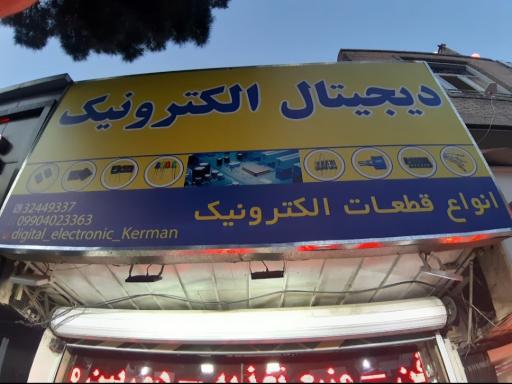 دیجیتال الکترونیک
انواع قطعات الکترونیک
32449337
09904023363
digital_electronic_Kerman